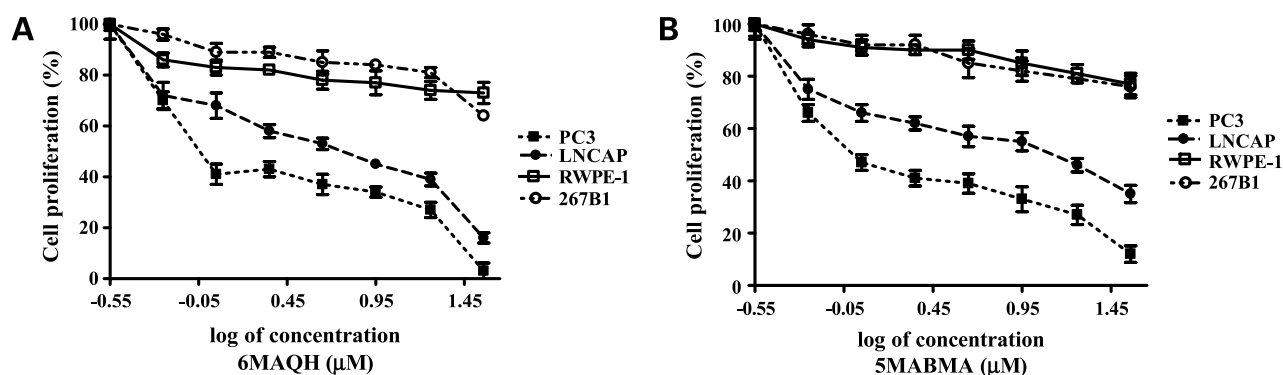 A
Cell proliferation (%)
100
80
60
40
20
0
-0.55 -0.05 0.45 0.95 1.45
log of concentration
6MAQH (μM)
PC3
LNCAP
RWPE-1
267B1
B
Cell proliferation (%)
100
80
60
40
20
0
-0.55 -0.05 0.45 0.95 1.45
log of concentration
5MABMA (μM)
PC3
LNCAP
RWPE-1
267B1